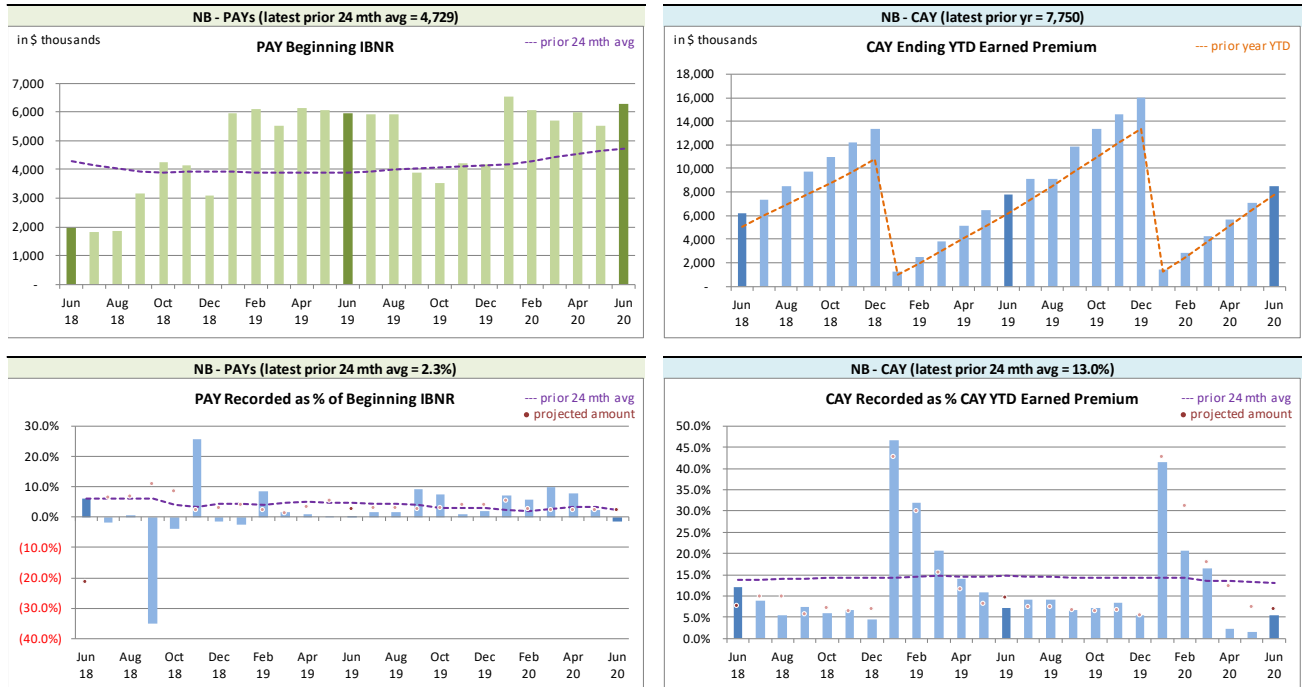 NB - PAYs (latest prior 24 mth avg = 4,729)
in $ thousands
PAY Beginning IBNR
--- prior 24 mth avg
7,000
6,000
5,000
4,000
3,000
2,000
1,000
-
Jun Aug Oct Dec Feb Apr Jun Aug Oct Dec Feb Apr Jun
18 18 18 18 19 19 19 19 19 19 20 20 20
NB - CAY (latest prior yr = 7,750)
in $ thousands
CAY Ending YTD Earned Premium
--- prior year YTD
18,000
16,000
14,000
12,000
10,000
8,000
6,000
4,000
2,000
-
Jun Aug Oct Dec Feb Apr Jun Aug Oct Dec Feb Apr Jun
18 18 18 18 19 19 19 19 19 19 20 20 20
NB - PAYs (latest prior 24 mth avg = 2.3%)
PAY Recorded as % of Beginning IBNR
--- prior 24 mth avg
• projected amount
30.0%
20.0%
10.0%
0.0%
(10.0%)
(20.0%)
(30.0%)
(40.0%)
Jun Aug Oct Dec Feb Apr Jun Aug Oct Dec Feb Apr Jun
18 18 18 18 19 19 19 19 19 19 20 20 20
NB - CAY (latest prior 24 mth avg = 13.0%)
CAY Recorded as % CAY YTD Earned Premium
--- prior 24 mth avg
• projected amount
50.0%
45.0%
40.0%
35.0%
30.0%
25.0%
20.0%
15.0%
10.0%
5.0%
0.0%
Jun Aug Oct Dec Feb Apr Jun Aug Oct Dec Feb Apr Jun
18 18 18 18 19 19 19 19 19 19 20 20 20